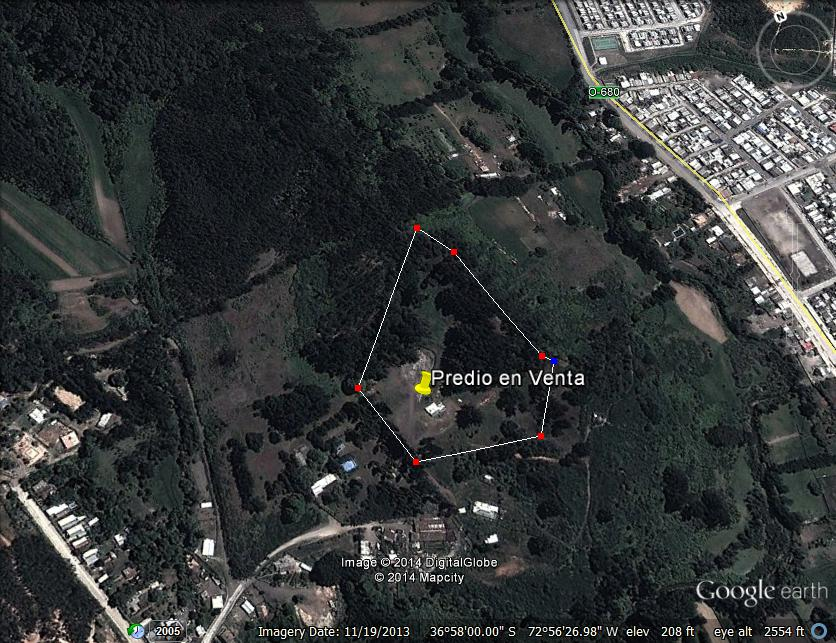 N
O-680
Predio en Venta
Image © 2014 DigitalGlobe
© 2014 Mapcity
Google earth
2005
Imagery Date: 11/19/2013 36°58'00.00" S 72°56'26.98" W elev 208 ft eye alt 2554 ft